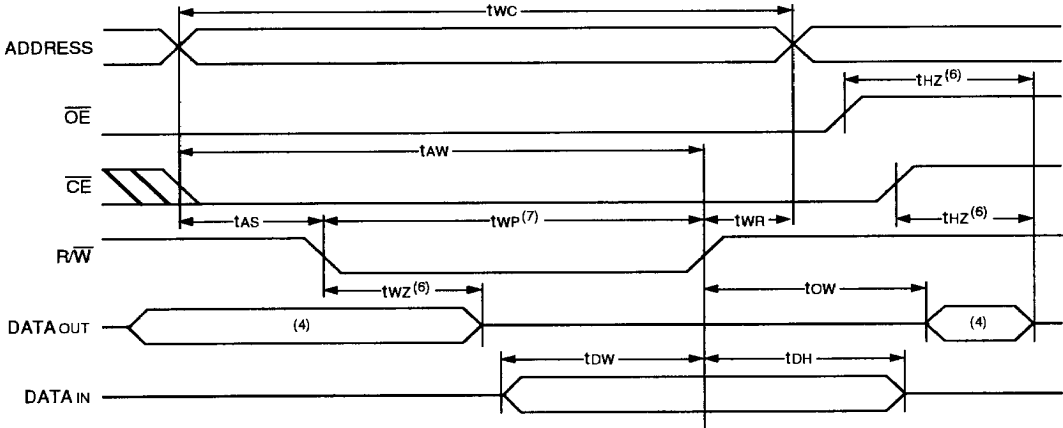 tWC
ADDRESS
tHZ(6)
OE
tAW
CE
tAS
tWP(7)
tWR
tHZ(6)
R/W
tWZ(6)
tOW
DATA OUT
(4)
(4)
tDW
tDH
DATA IN